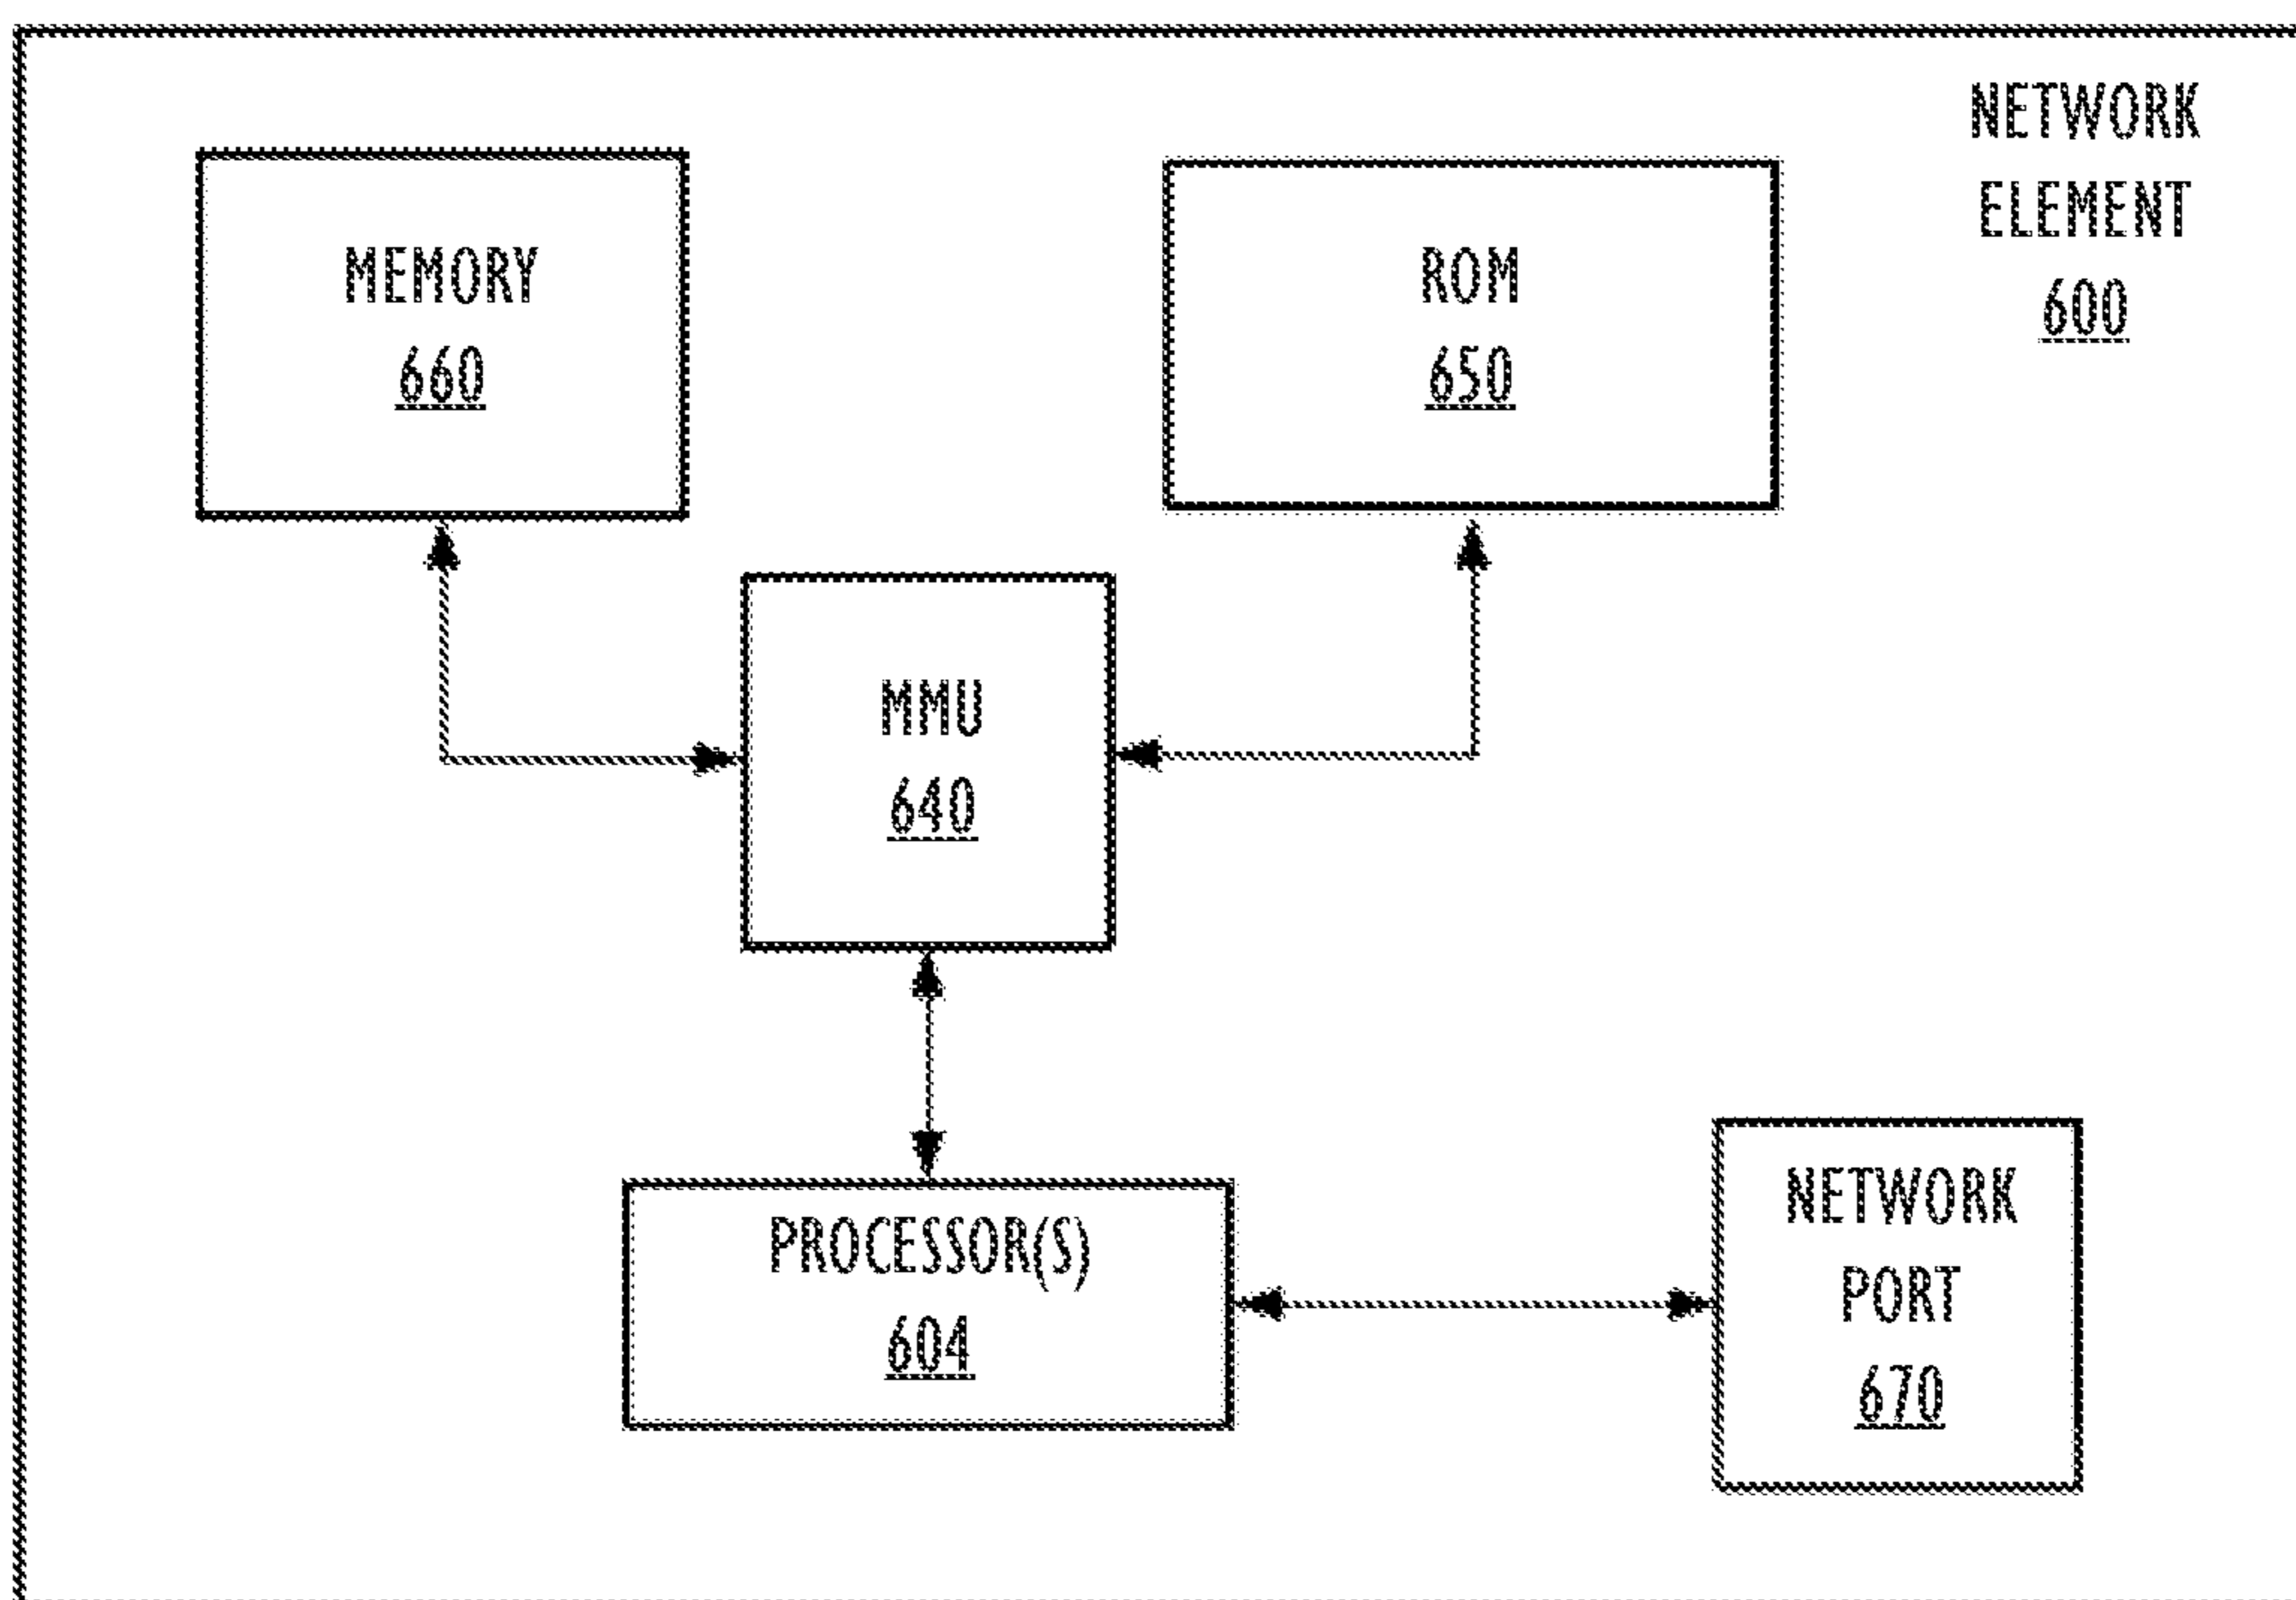 NETWORK
ELEMENT
600
MEMORY
660
ROM
650
MMU
640
PROCESSOR(S)
604
NETWORK
PORT
670